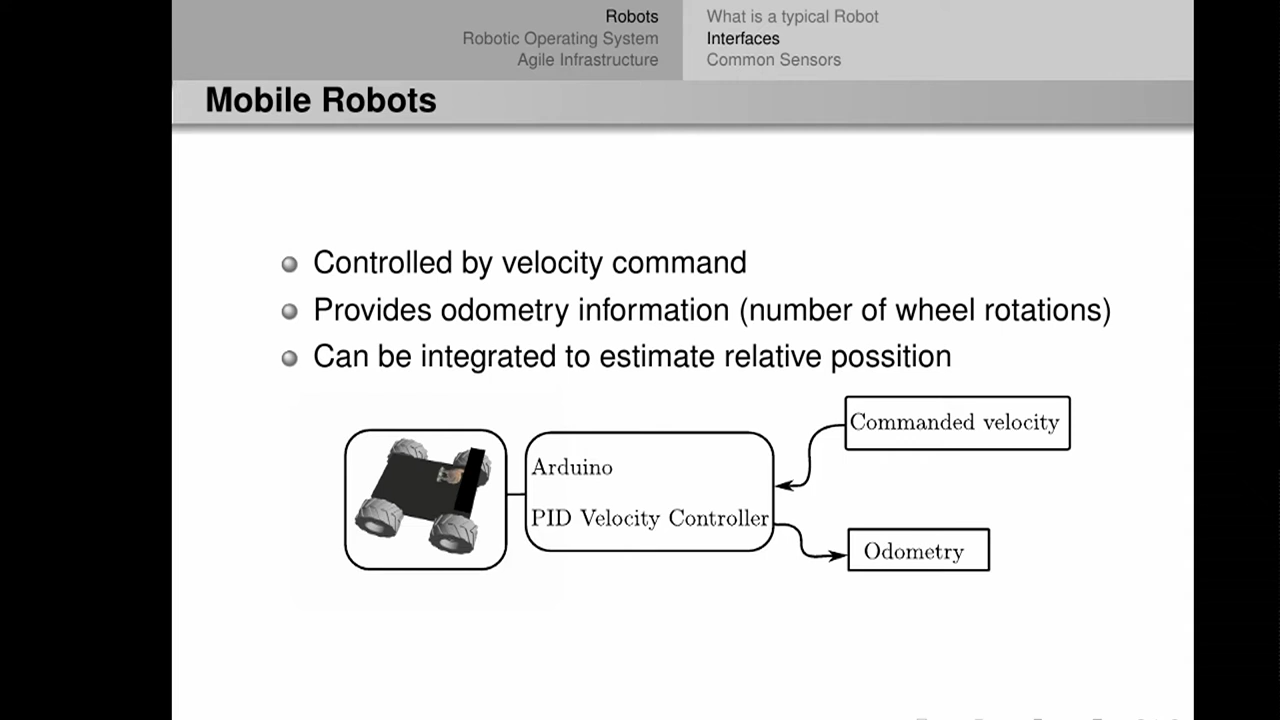 Robots
Robotic Operating System
Agile Infrastructure
What is a typical Robot
Interfaces
Common Sensors
Mobile Robots
Controlled by velocity command
Provides odometry information (number of wheel rotations)
Can be integrated to estimate relative possition
Commanded velocity
Arduino
PID Velocity Controller
Odometry